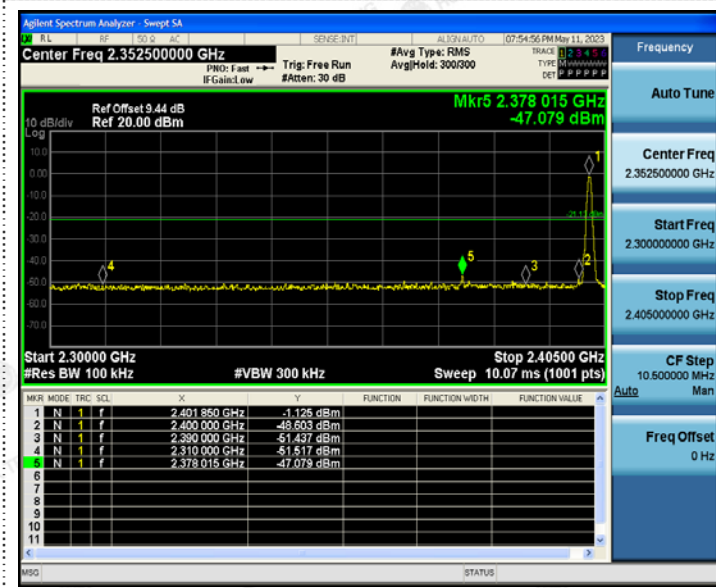 Agilent Spectrum Analyzer - Swept SA
RL RF 50 Ω AC SENSE:INT ALIGNAUTO 07:54:56 PM May 11, 2023
Center Freq 2.352500000 GHz
PNO: Fast
IFGain:Low
Trig: Free Run
#Atten: 30 dB
#Avg Type: RMS
Avg|Hold: 300/300
TRACE 1 2 3 4 5 6
TYPE M
DET P P P P P P
Frequency
Auto Tune
Center Freq
2.352500000 GHz
Start Freq
2.300000000 GHz
Stop Freq
2.405000000 GHz
CF Step
10.500000 MHz
Auto Man
Freq Offset
0 Hz
Mkr5 2.378 015 GHz
-47.079 dBm
Ref Offset 9.44 dB
10 dB/div Ref 20.00 dBm
Log
10.0
0.00
-10.0
-20.0
-30.0
-40.0
-50.0
-60.0
-70.0
1
2
3
4
5
Start 2.30000 GHz Stop 2.40500 GHz
#Res BW 100 kHz #VBW 300 kHz Sweep 10.07 ms (1001 pts)
MKR MODE TRC SCL X Y FUNCTION FUNCTION WIDTH FUNCTION VALUE
1 N 1 f 2.401 850 GHz -1.125 dBm
2 N 1 f 2.400 000 GHz -48.603 dBm
3 N 1 f 2.390 000 GHz -51.437 dBm
4 N 1 f 2.310 000 GHz -51.517 dBm
5 N 1 f 2.378 015 GHz -47.079 dBm
6
7
8
9
10
11
MSG STATUS